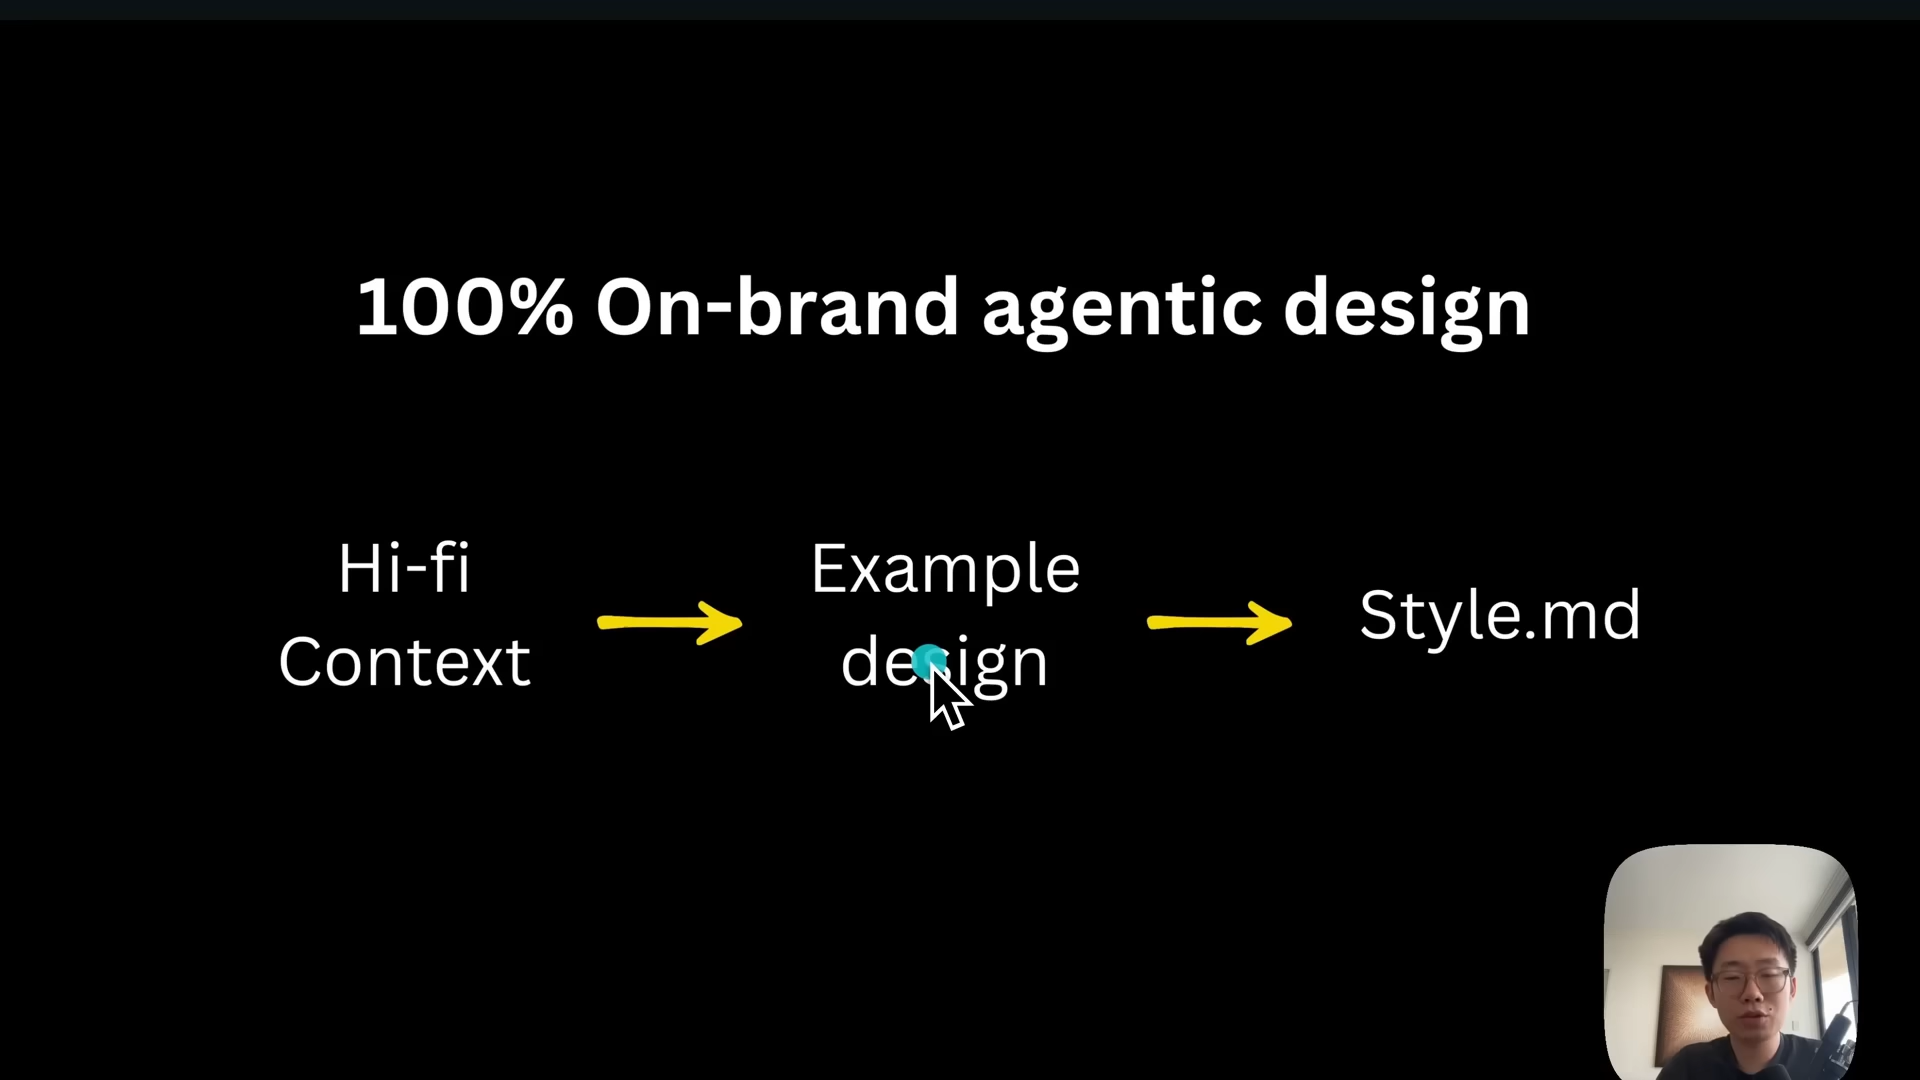 100% On-brand agentic design
Hi-fi
Context
Example
design
Style.md